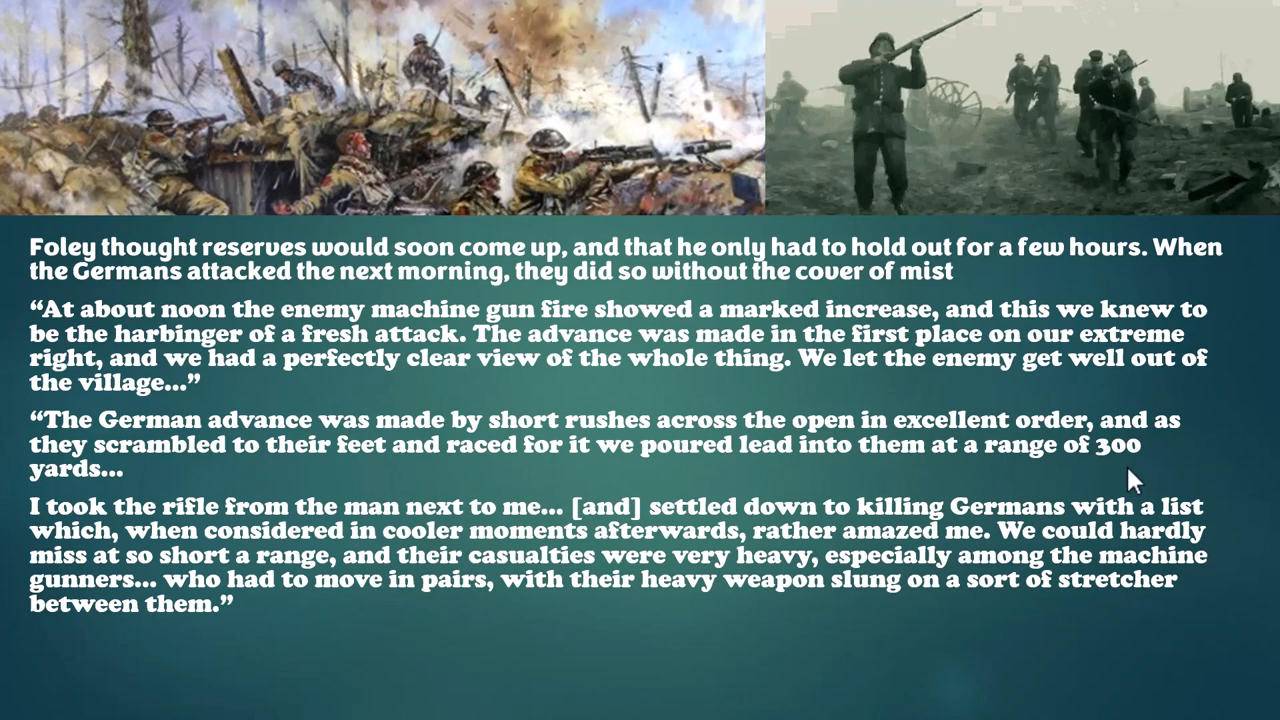 Foley thought reserves would soon come up, and that he only had to hold out for a few hours. When
the Germans attacked the next morning, they did so without the cover of mist
“At about noon the enemy machine gun fire showed a marked increase, and this we knew to
be the harbinger of a fresh attack. The advance was made in the first place on our extreme
right, and we had a perfectly clear view of the whole thing. We let the enemy get well out of
the village...”
“The German advance was made by short rushes across the open in excellent order, and as
they scrambled to their feet and raced for it we poured lead into them at a range of 300
yards...
I took the rifle from the man next to me... [and] settled down to killing Germans with a list
which, when considered in cooler moments afterwards, rather amazed me. We could hardly
miss at so short a range, and their casualties were very heavy, especially among the machine
gunners... who had to move in pairs, with their heavy weapon slung on a sort of stretcher
between them.”